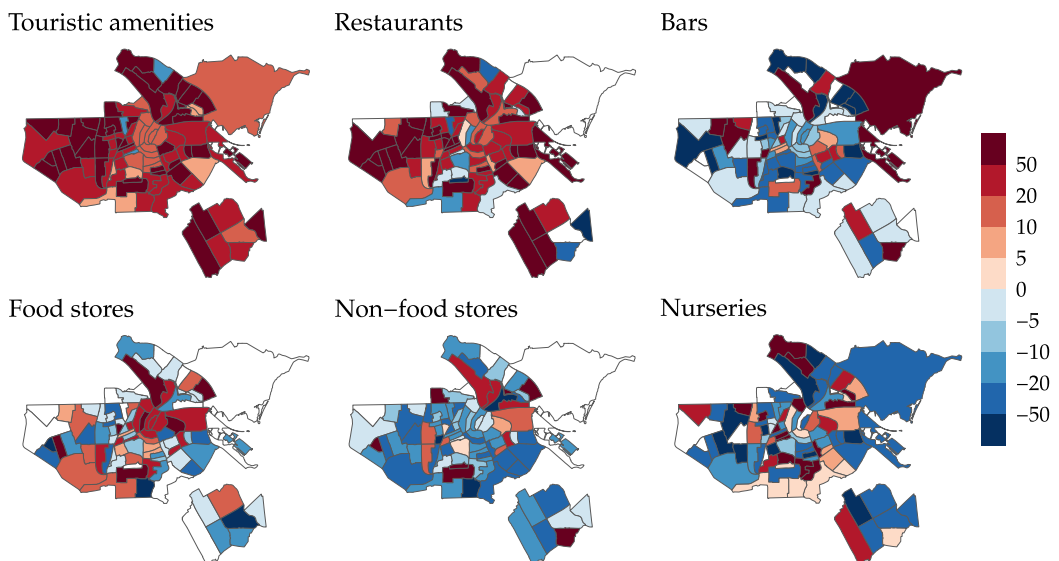 Touristic amenities
Restaurants
Bars
Food stores
Non−food stores
Nurseries
50
20
10
5
0
−5
−10
−20
−50